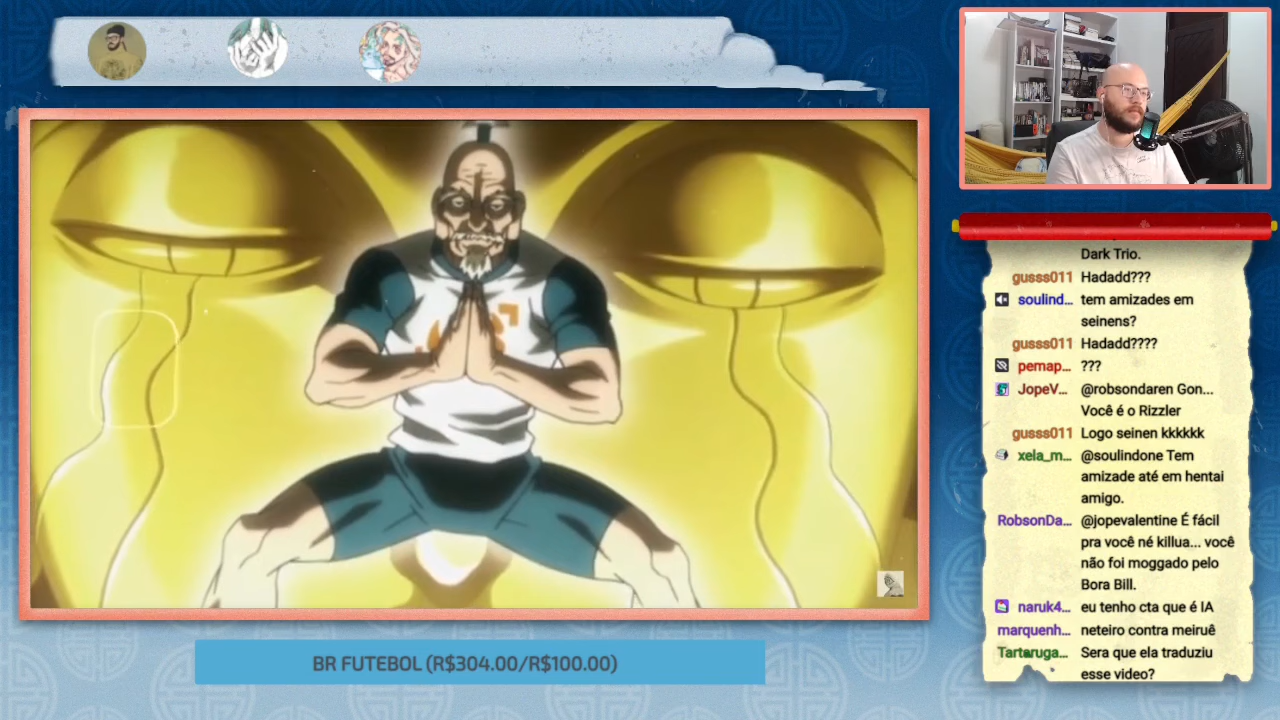 Dark Trio.
gusss011 Hadadd???
soulind... tem amizades em
seinens?
gusss011 Hadadd????
pemap... ???
JopeV... @robsondaren Gon...
Você é o Rizzler
gusss011 Logo seinen kkkkkk
xela_m... @soulindone Tem
amizade até em hentai
amigo.
RobsonDa... @jopevalentine É fácil
pra você né killua... você
não foi moggado pelo
Bora Bill.
naruk4... eu tenho cta que é IA
marquenh... neteiro contra meiruê
Tartaruga... Sera que ela traduziu
esse video?
BR FUTEBOL (R$304.00/R$100.00)